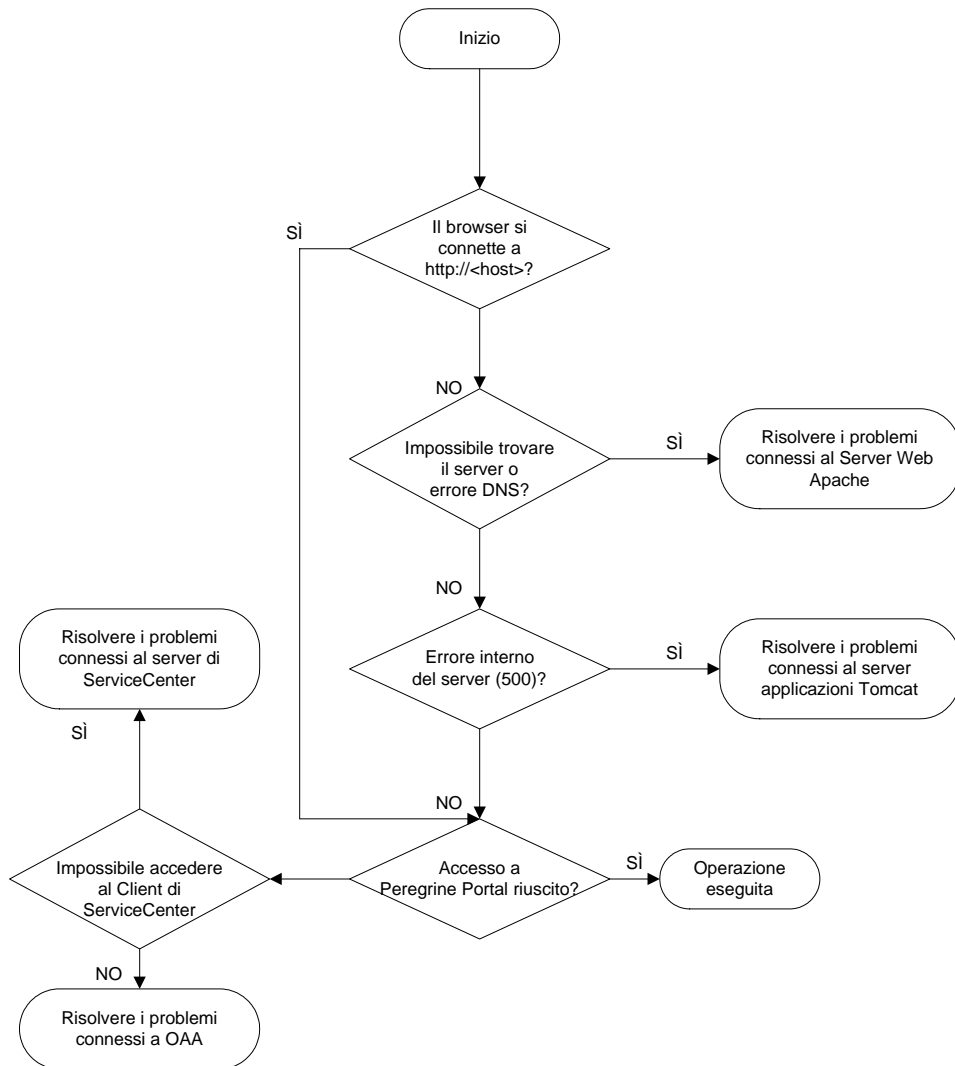 Inizio
Il browser si
connette a
http://<host>?
SÌ
NO
Impossibile trovare
il server o
errore DNS?
SÌ
Risolvere i problemi
connessi al Server Web
Apache
NO
Errore interno
del server (500)?
SÌ
Risolvere i problemi
connessi al server
applicazioni Tomcat
Risolvere i problemi
connessi al server di
ServiceCenter
SÌ
NO
Accesso a
Peregrine Portal riuscito?
SÌ
Operazione
eseguita
Impossibile accedere
al Client di
ServiceCenter
NO
Risolvere i problemi
connessi a OAA